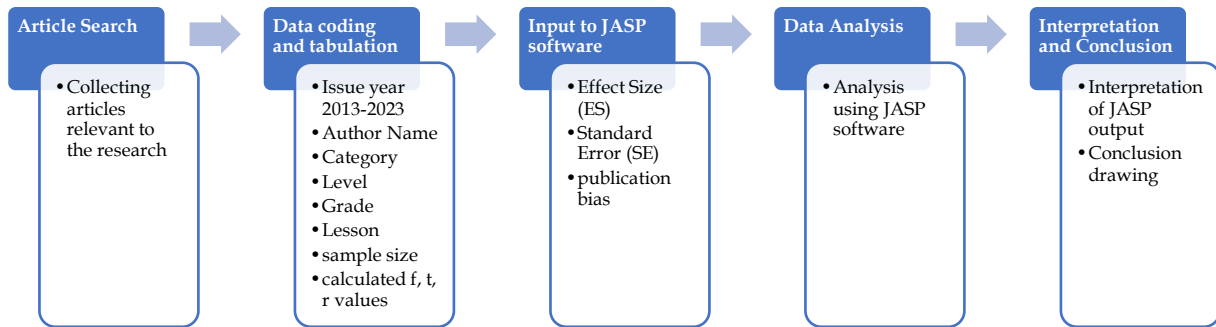 Article Search
• Collecting
articles
relevant to
the research
Data coding
and tabulation
• Issue year
2013-2023
• Author Name
• Category
• Level
• Grade
• Lesson
• sample size
• calculated f, t,
r values
Input to JASP
software
• Effect Size
(ES)
• Standard
Error (SE)
• publication
bias
Data Analysis
• Analysis
using JASP
software
Interpretation
and Conclusion
• Interpretation
of JASP
output
• Conclusion
drawing